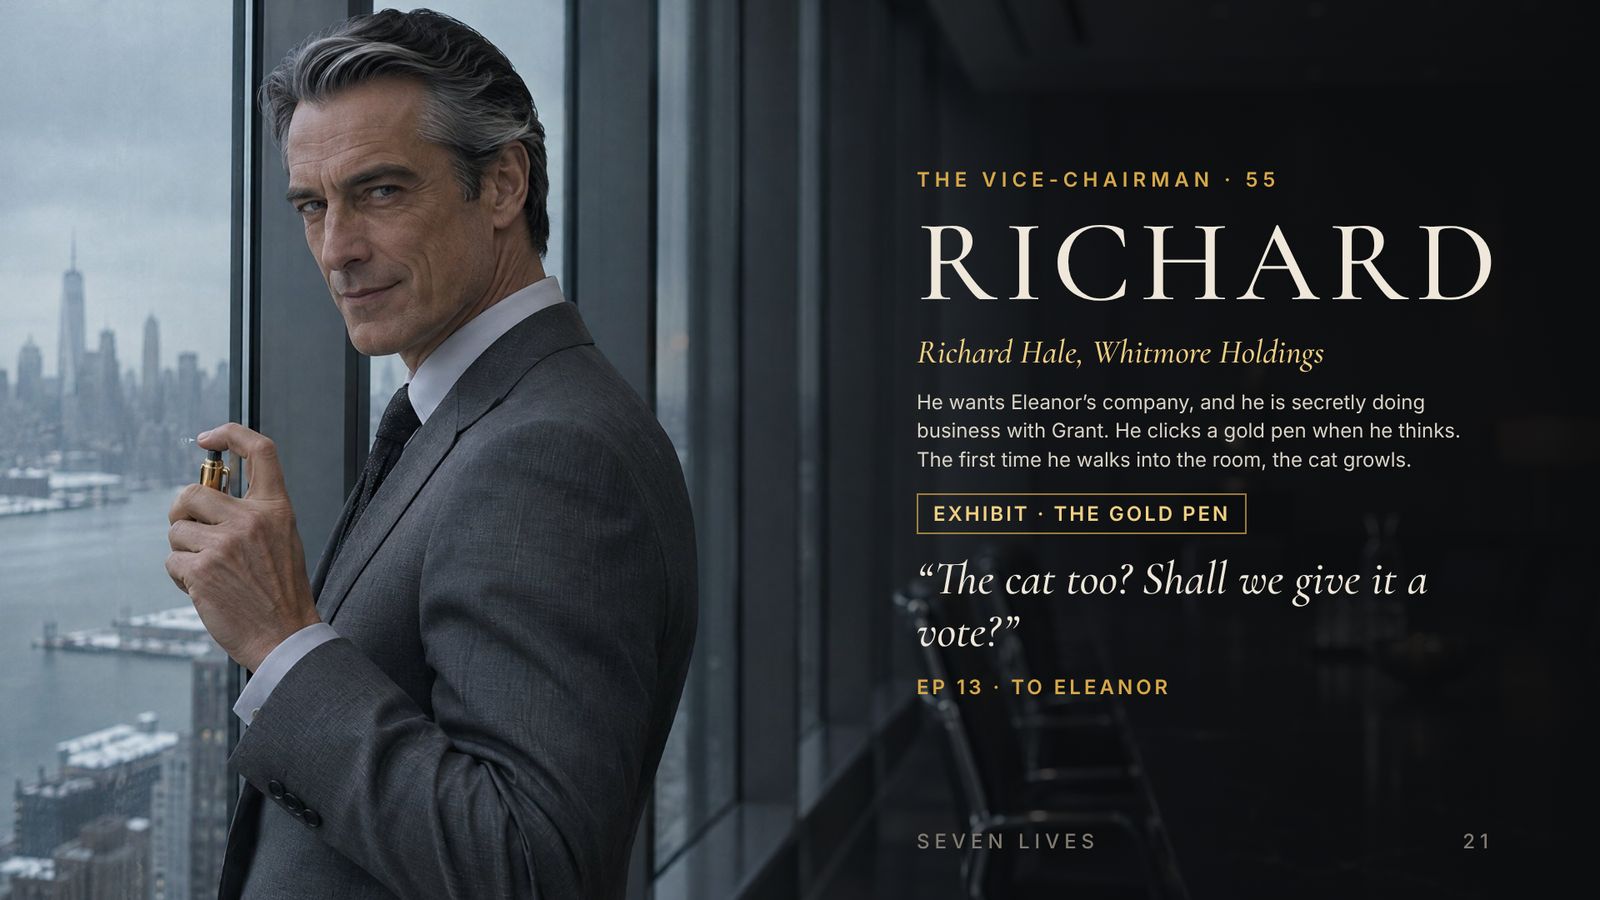 THE VICE-CHAIRMAN · 55
RICHARD
Richard Hale, Whitmore Holdings
He wants Eleanor’s company, and he is secretly doing
business with Grant. He clicks a gold pen when he thinks.
The first time he walks into the room, the cat growls.
EXHIBIT · THE GOLD PEN
“The cat too? Shall we give it a
vote?”
EP 13 · TO ELEANOR
SEVEN LIVES
21